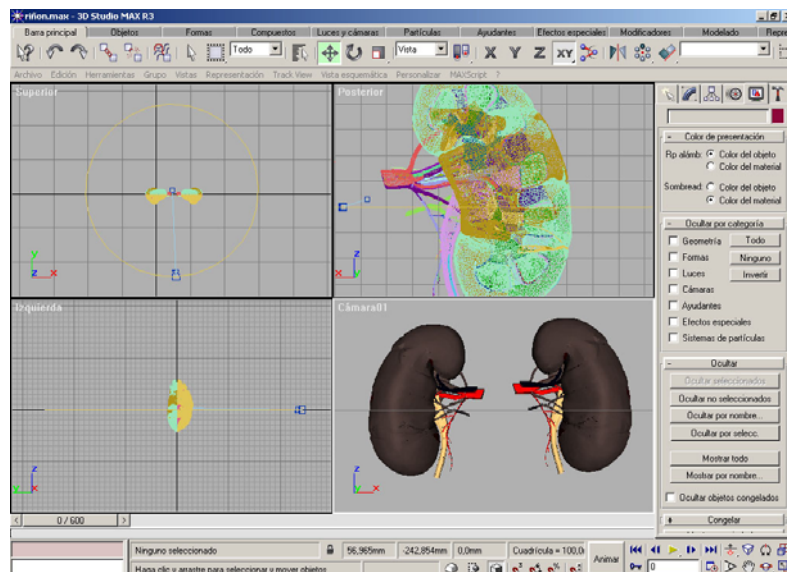 riñon.max - 3D Studio MAX R3
Barra principal Objetos Formas Compuestos Luces y cámaras Partículas Ayudantes Efectos especiales Modificadores Modelado
Todo Vista X Y Z XY
Archivo Edición Herramientas Grupo Vistas Representación Track View Vista esquemática Personalizar MAXScript ?
Superior
Posterior
Izquierda
Cámara01
Color de presentación
Rp alámb: Color del objeto
Color del material
Sombread: Color del objeto
Color del material
Ocultar por categoría
Geometría Todo
Formas Ninguno
Luces Invertir
Cámaras
Ayudantes
Efectos especiales
Sistemas de partículas
Ocultar
Ocultar seleccionados
Ocultar no seleccionados
Ocultar por nombre...
Ocultar por selecc.
Mostrar todo
Mostrar por nombre...
Ocultar objetos congelados
Congelar
0 / 600
Ninguno seleccionado 56,965mm -242,854mm 0,0mm Cuadrícula = 100,0 Animar
Haga clic y arrastre para seleccionar y mover objetos 0